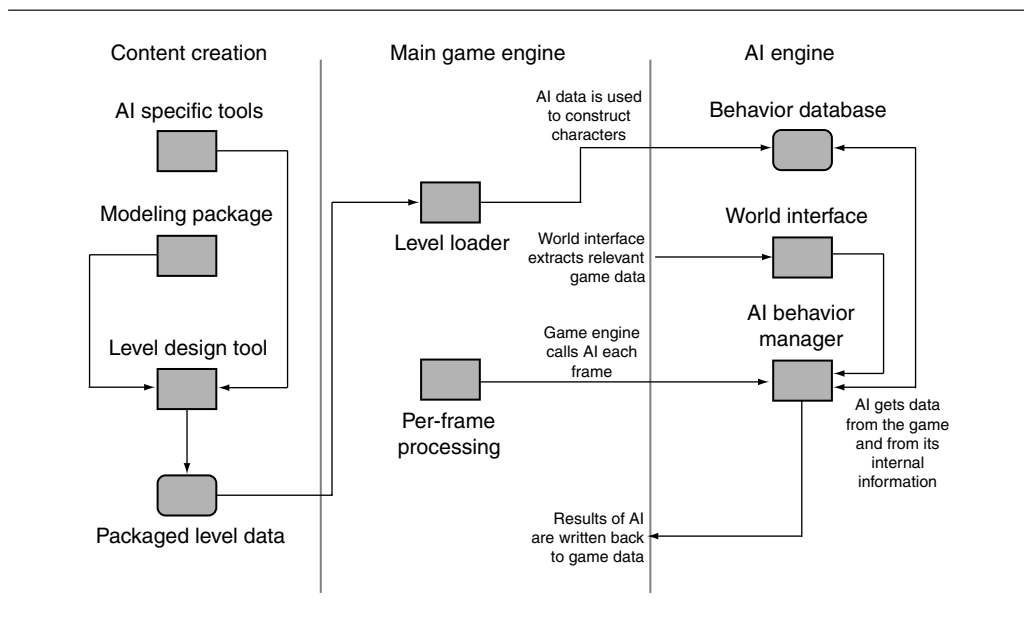 Content creation
AI specific tools
Modeling package
Level design tool
Packaged level data
Main game engine
AI data is used
to construct
characters
Level loader
World interface
extracts relevant
game data
Game engine
calls AI each
frame
Per-frame
processing
Results of AI
are written back
to game data
AI engine
Behavior database
World interface
AI behavior
manager
AI gets data
from the game
and from its
internal
information